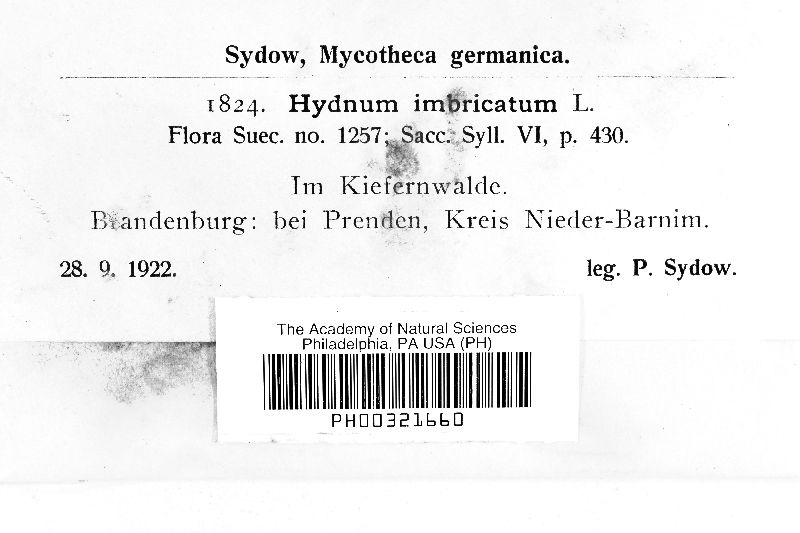 Sydow, Mycotheca germanica.
1824. Hydnum imbricatum L.
Flora Suec. no. 1257; Sacc. Syll. VI, p. 430.
Im Kiefernwalde.
Brandenburg: bei Prenden, Kreis Nieder-Barnim.
28. 9. 1922. leg. P. Sydow.
The Academy of Natural Sciences
Philadelphia, PA USA (PH)
PH00321660